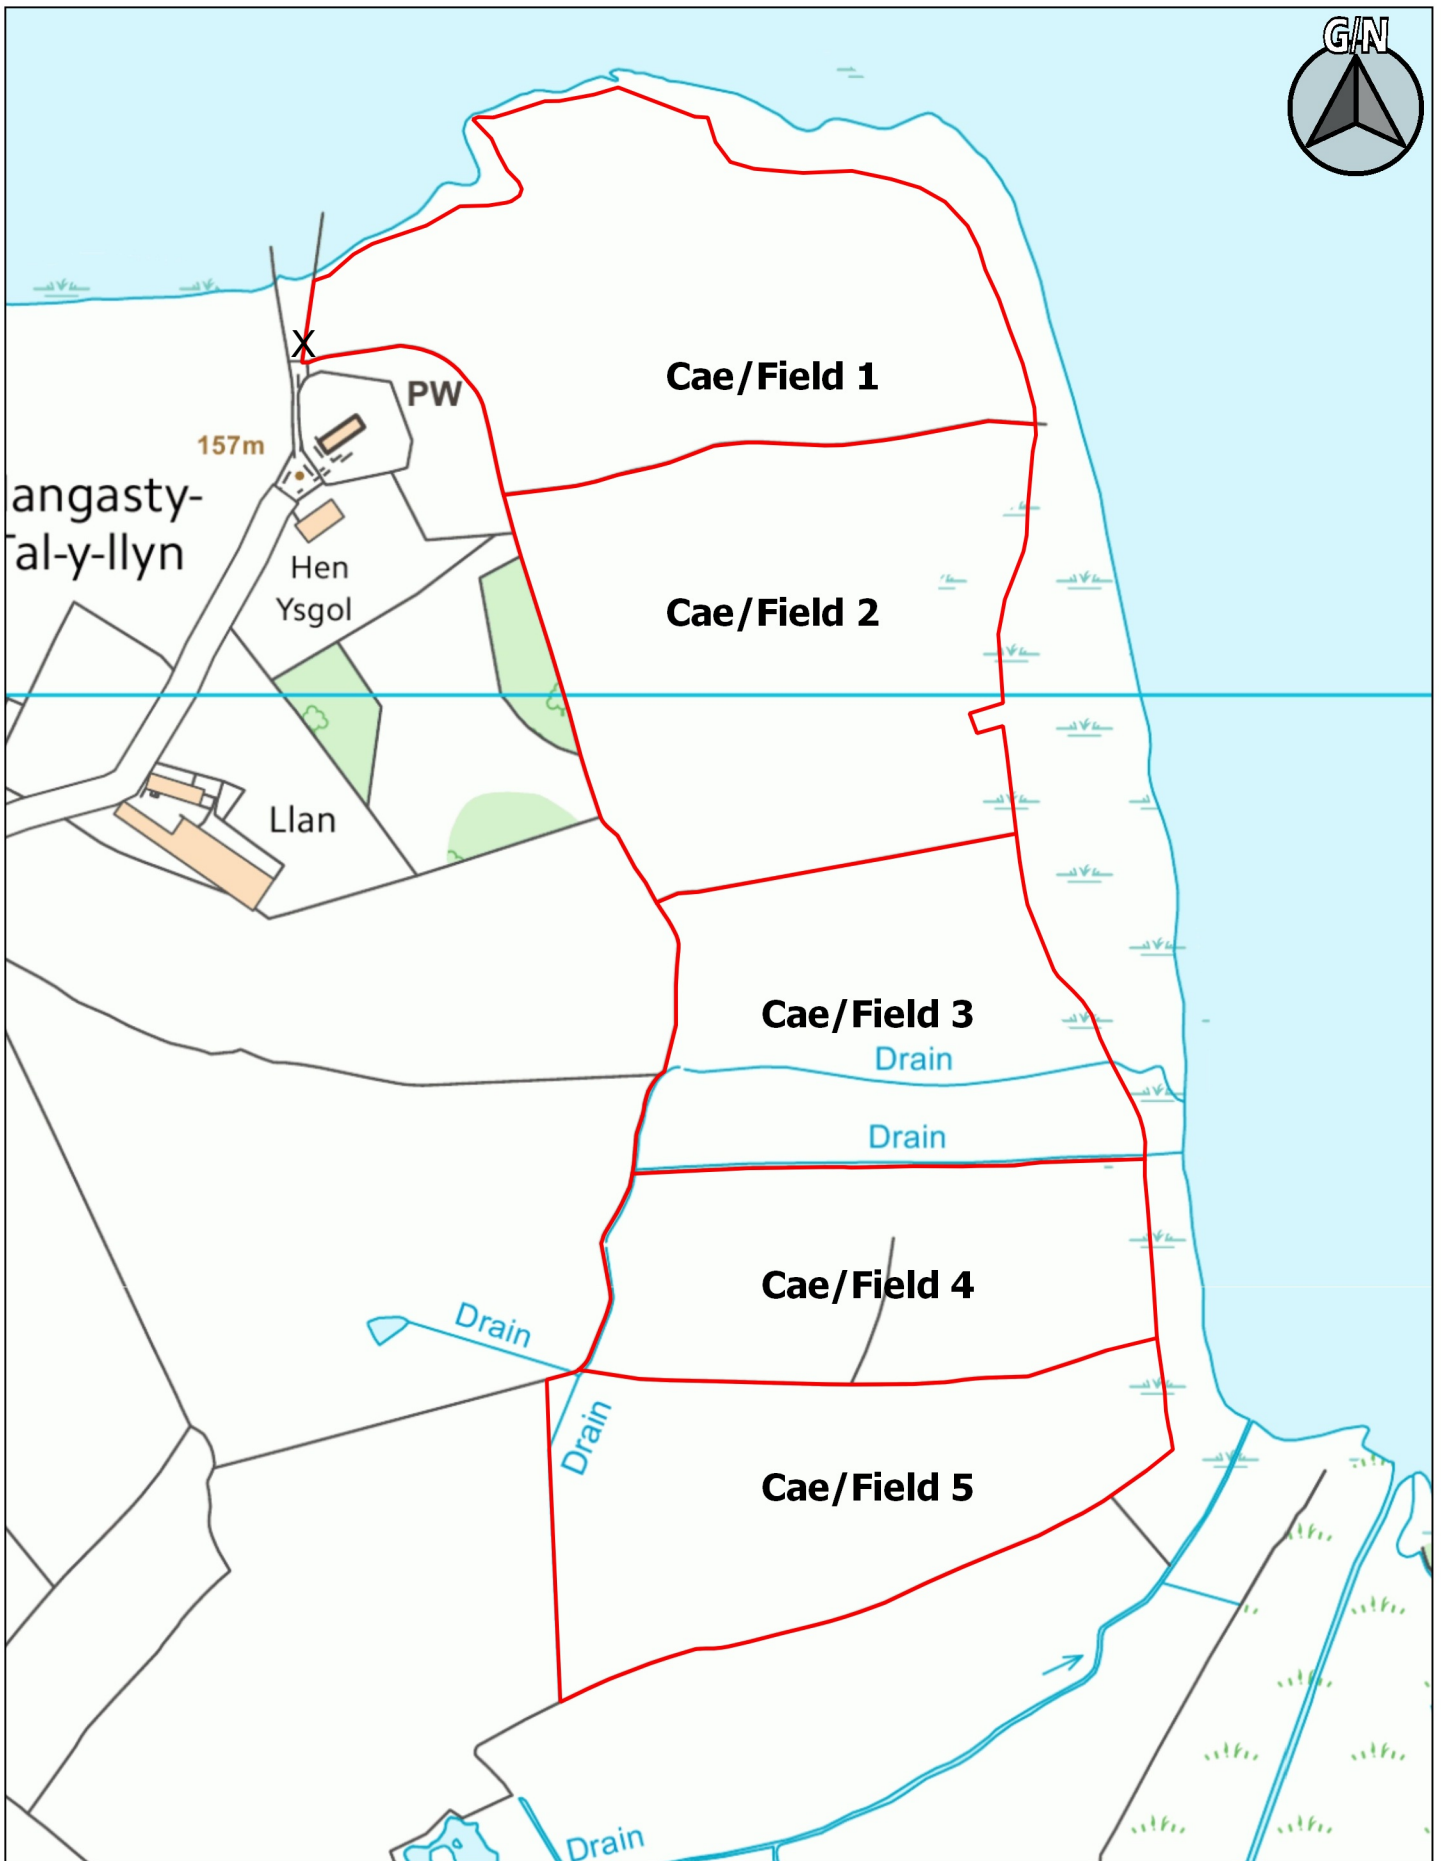 G/N
X
Cae/Field 1
PW
157m
langasty-
Tal-y-llyn
Hen
Ysgol
Cae/Field 2
Llan
Cae/Field 3
Drain
Drain
Cae/Field 4
Drain
Drain
Cae/Field 5
Drain